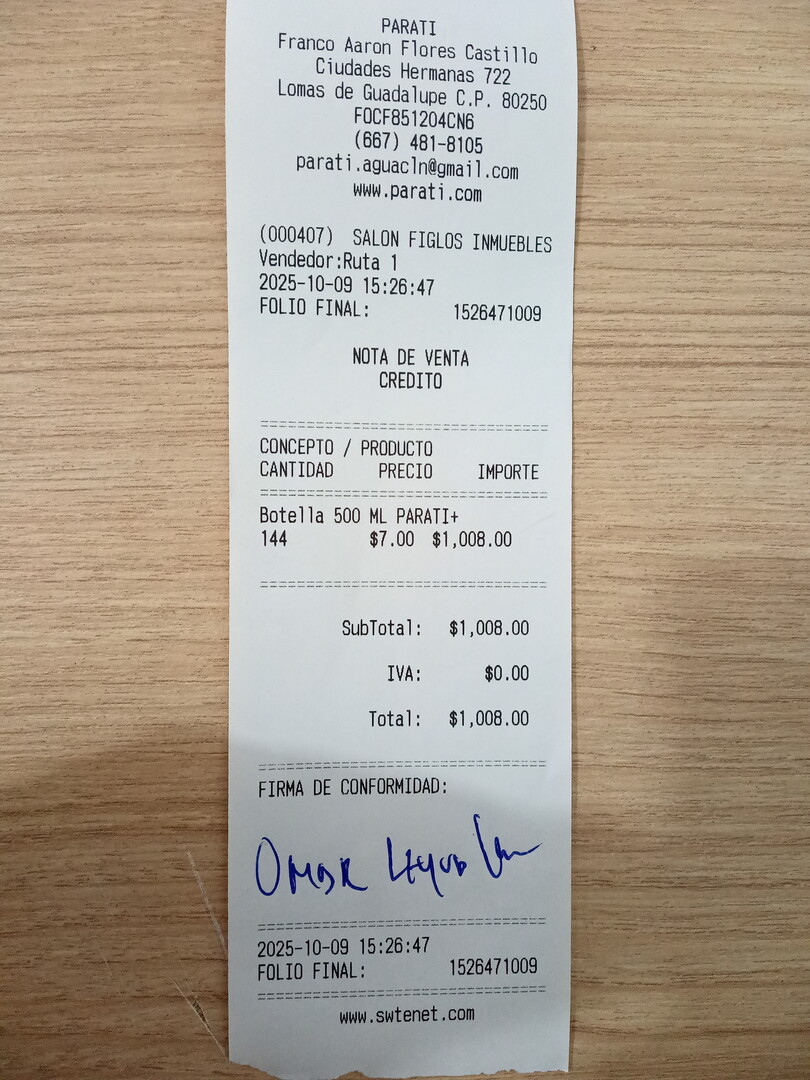 PARATI
Franco Aaron Flores Castillo
Ciudades Hermanas 722
Lomas de Guadalupe C.P. 80250
FOCF851204CN6
(667) 481-8105
parati.aguacln@gmail.com
www.parati.com
(000407) SALON FIGLOS INMUEBLES
Vendedor:Ruta 1
2025-10-09 15:26:47
FOLIO FINAL: 1526471009
NOTA DE VENTA
CREDITO
CONCEPTO / PRODUCTO
CANTIDAD PRECIO IMPORTE
Botella 500 ML PARATI+
144 $7.00 $1,008.00
SubTotal: $1,008.00
IVA: $0.00
Total: $1,008.00
FIRMA DE CONFORMIDAD:
OMAR
2025-10-09 15:26:47
FOLIO FINAL: 1526471009
www.swtenet.com